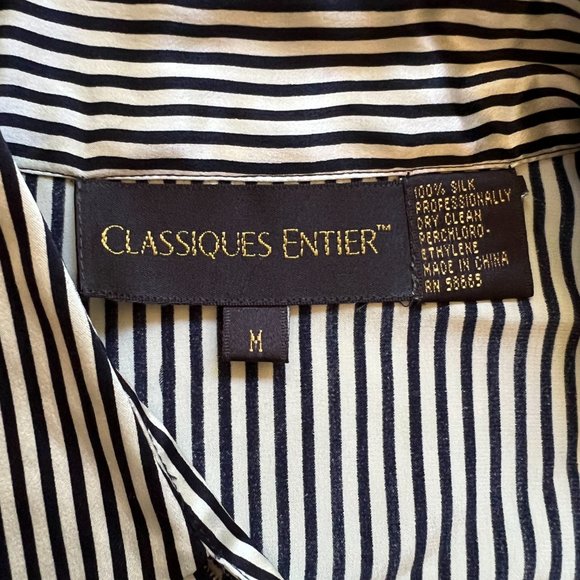 CLASSIQUES ENTIER™
100% SILK
PROFESSIONALLY
DRY CLEAN
PERCHLORO-
ETHYLENE
MADE IN CHINA
RN 58665
M